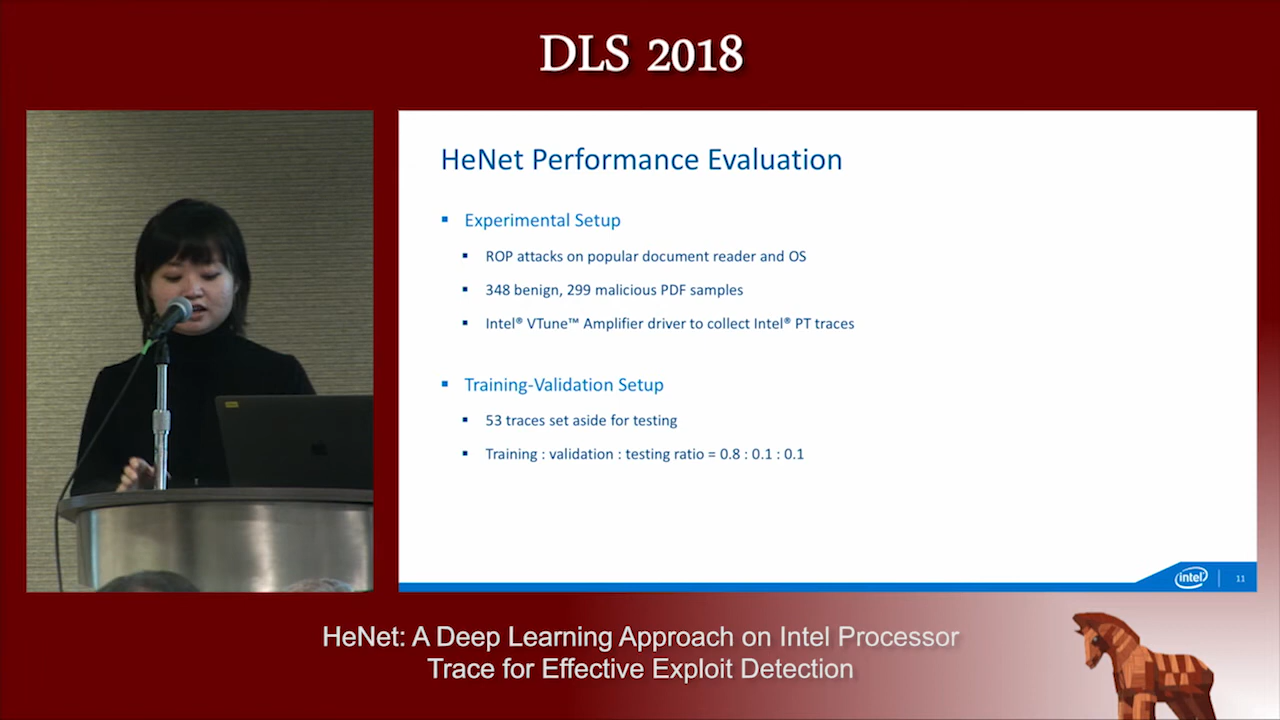 DLS 2018
HeNet Performance Evaluation
▪ Experimental Setup
▪ ROP attacks on popular document reader and OS
▪ 348 benign, 299 malicious PDF samples
▪ Intel® VTune™ Amplifier driver to collect Intel® PT traces
▪ Training-Validation Setup
▪ 53 traces set aside for testing
▪ Training : validation : testing ratio = 0.8 : 0.1 : 0.1
intel
11
HeNet: A Deep Learning Approach on Intel Processor
Trace for Effective Exploit Detection